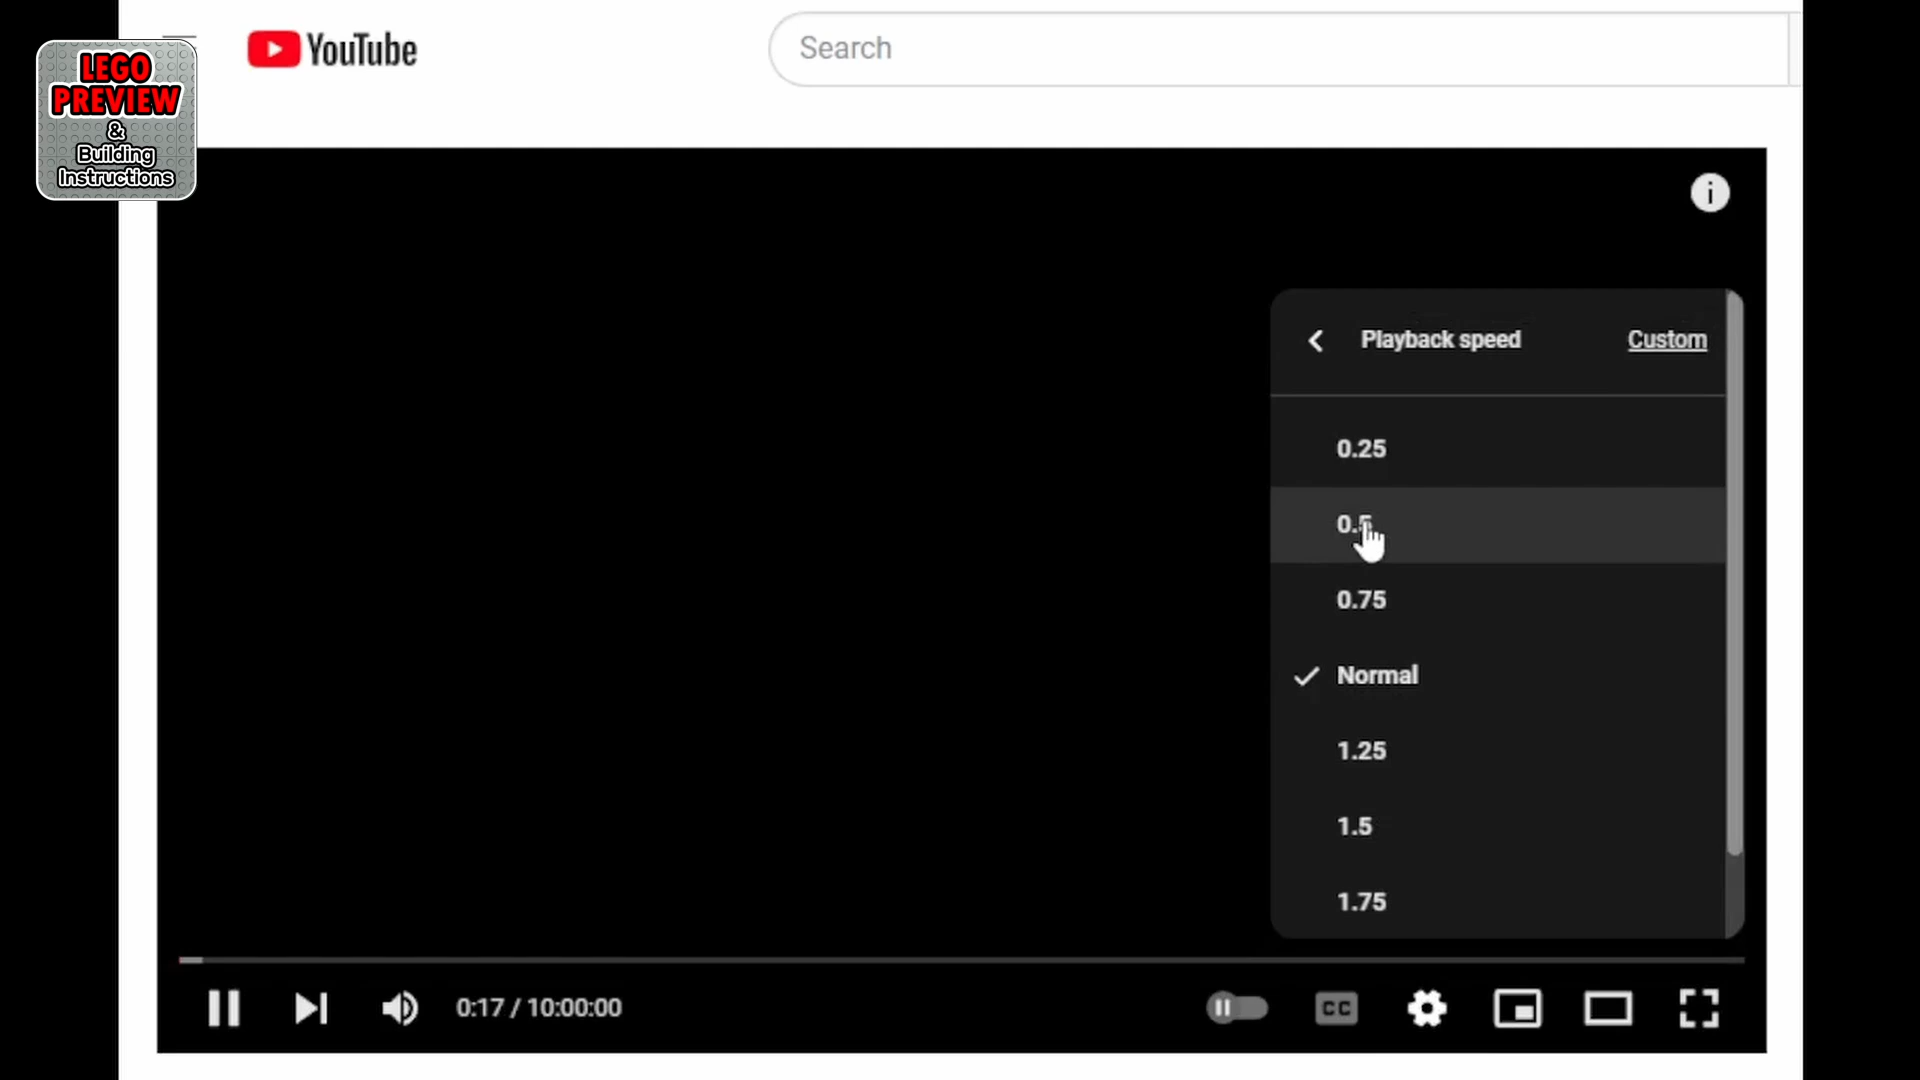 LEGO
PREVIEW
&
Building
Instructions
YouTube
Search
i
Playback speed
Custom
0.25
0.5
0.75
Normal
1.25
1.5
1.75
0:17 / 10:00:00
CC